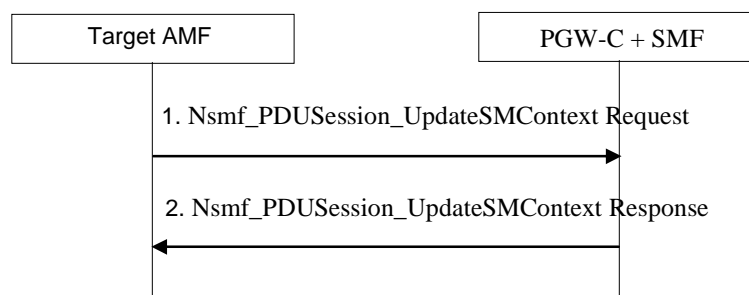 Target AMF
PGW-C + SMF
1. Nsmf_PDUSession_UpdateSMContext Request
2. Nsmf_PDUSession_UpdateSMContext Response